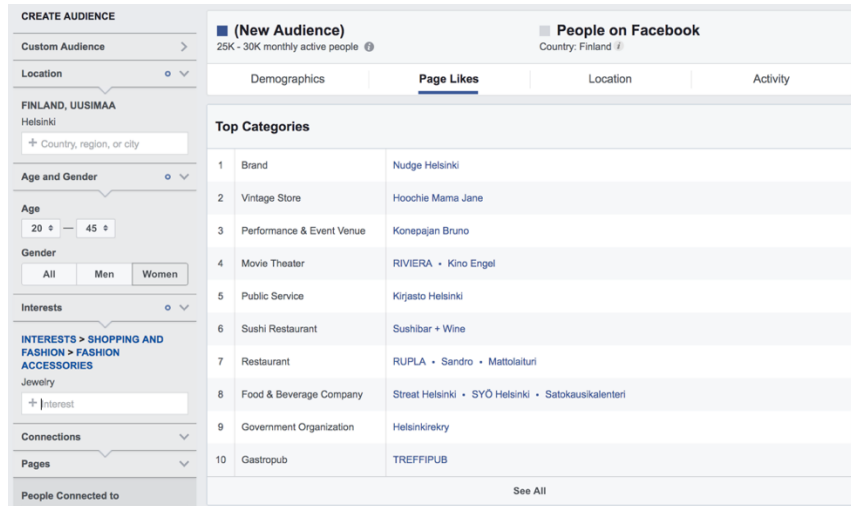 CREATE AUDIENCE
Custom Audience
Location
FINLAND, UUSIMAA
Helsinki
+ Country, region, or city
Age and Gender
Age
20 — 45
Gender
All Men Women
Interests
INTERESTS > SHOPPING AND
FASHION > FASHION
ACCESSORIES
Jewelry
+ Interest
Connections
Pages
People Connected to
(New Audience)
25K - 30K monthly active people i
People on Facebook
Country: Finland i
Demographics Page Likes Location Activity
Top Categories
1 Brand Nudge Helsinki
2 Vintage Store Hoochie Mama Jane
3 Performance & Event Venue Konepajan Bruno
4 Movie Theater RIVIERA • Kino Engel
5 Public Service Kirjasto Helsinki
6 Sushi Restaurant Sushibar + Wine
7 Restaurant RUPLA • Sandro • Mattolaituri
8 Food & Beverage Company Streat Helsinki • SYÖ Helsinki • Satokausikalenteri
9 Government Organization Helsinkirekry
10 Gastropub TREFFIPUB
See All